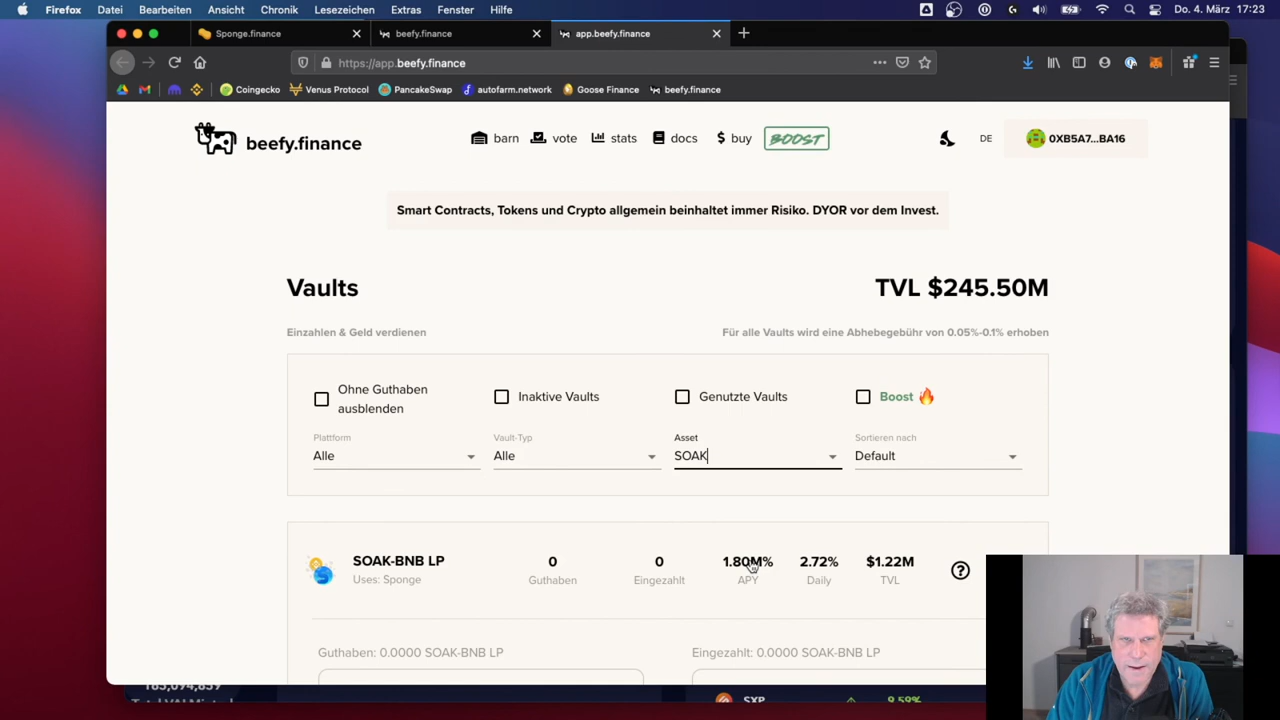 Firefox Datei Bearbeiten Ansicht Chronik Lesezeichen Extras Fenster Hilfe Do. 4. März 17:23
Sponge.finance beefy.finance app.beefy.finance
https://app.beefy.finance
Coingecko Venus Protocol PancakeSwap autofarm.network Goose Finance beefy.finance
beefy.finance barn vote stats docs $ buy BOOST DE 0XB5A7...BA16
Smart Contracts, Tokens und Crypto allgemein beinhaltet immer Risiko. DYOR vor dem Invest.
Vaults TVL $245.50M
Einzahlen & Geld verdienen Für alle Vaults wird eine Abhebegebühr von 0.05%-0.1% erhoben
Ohne Guthaben
ausblenden
Inaktive Vaults Genutzte Vaults Boost
Plattform Vault-Typ Asset Sortieren nach
Alle Alle SOAK Default
SOAK-BNB LP 0 0 1.80M% 2.72% $1.22M
Uses: Sponge Guthaben Eingezahlt APY Daily TVL
Guthaben: 0.0000 SOAK-BNB LP Eingezahlt: 0.0000 SOAK-BNB LP
SXP 9.59%